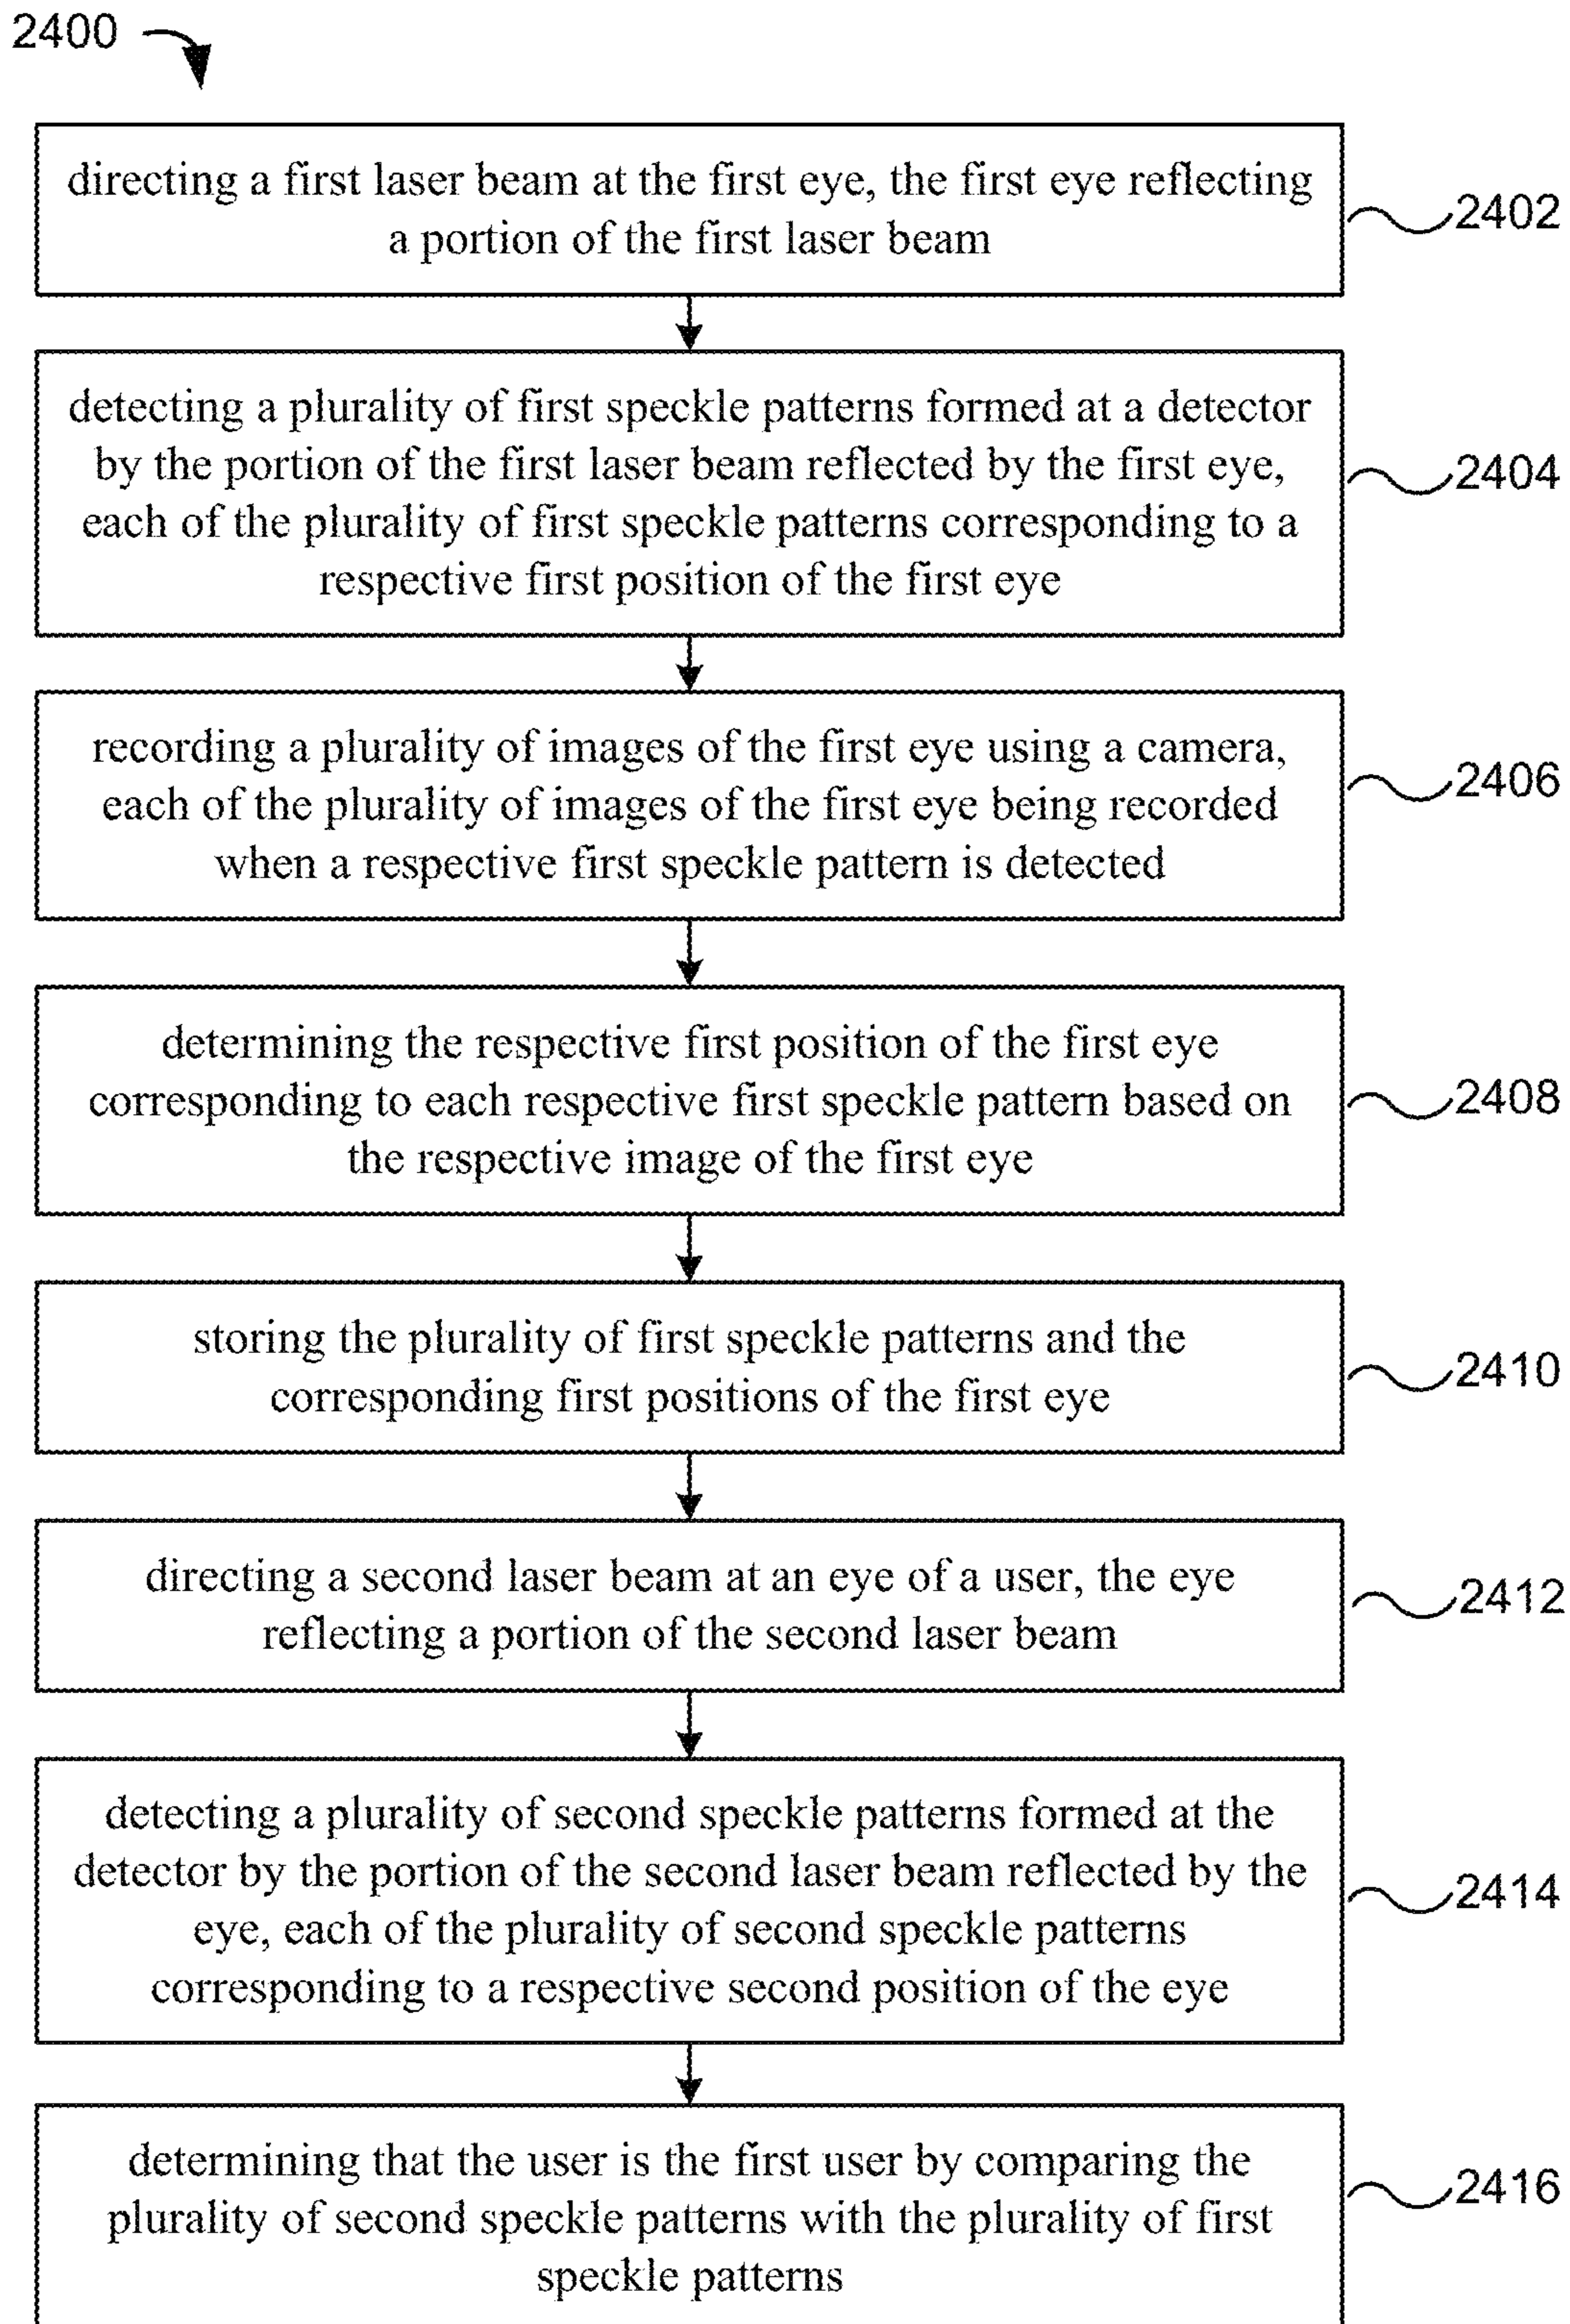 2400
directing a first laser beam at the first eye, the first eye reflecting
a portion of the first laser beam
2402
detecting a plurality of first speckle patterns formed at a detector
by the portion of the first laser beam reflected by the first eye,
each of the plurality of first speckle patterns corresponding to a
respective first position of the first eye
2404
recording a plurality of images of the first eye using a camera,
each of the plurality of images of the first eye being recorded
when a respective first speckle pattern is detected
2406
determining the respective first position of the first eye
corresponding to each respective first speckle pattern based on
the respective image of the first eye
2408
storing the plurality of first speckle patterns and the
corresponding first positions of the first eye
2410
directing a second laser beam at an eye of a user, the eye
reflecting a portion of the second laser beam
2412
detecting a plurality of second speckle patterns formed at the
detector by the portion of the second laser beam reflected by the
eye, each of the plurality of second speckle patterns
corresponding to a respective second position of the eye
2414
determining that the user is the first user by comparing the
plurality of second speckle patterns with the plurality of first
speckle patterns
2416